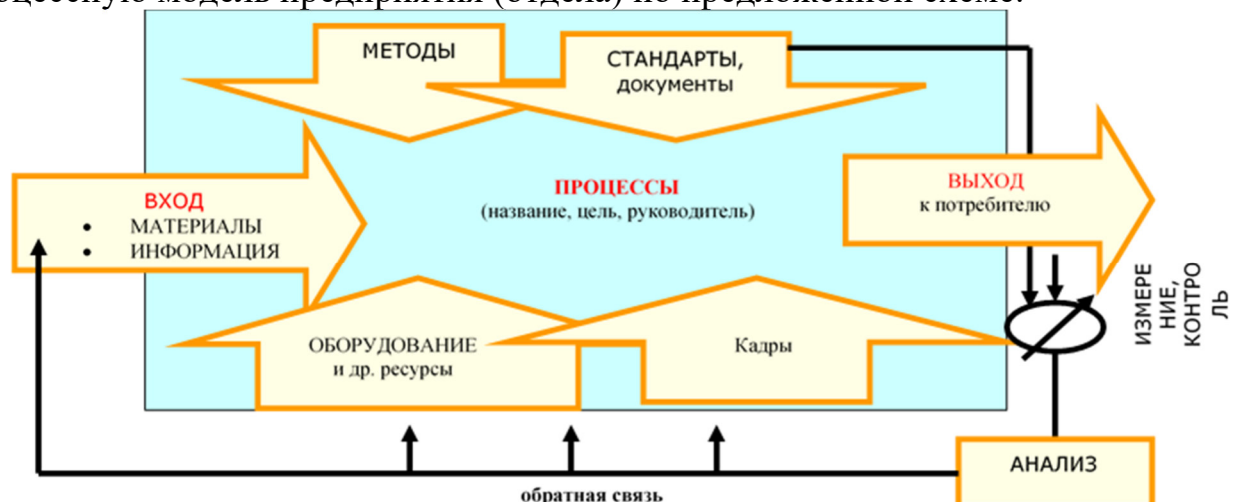 процессную модель предприятия (отдела) по предложенной схеме:
МЕТОДЫ
СТАНДАРТЫ,
документы
ВХОД
• МАТЕРИАЛЫ
• ИНФОРМАЦИЯ
ПРОЦЕССЫ
(название, цель, руководитель)
ВЫХОД
к потребителю
ИЗМЕРЕ
НИЕ,
КОНТРО
ЛЬ
ОБОРУДОВАНИЕ
и др. ресурсы
Кадры
АНАЛИЗ
обратная связь